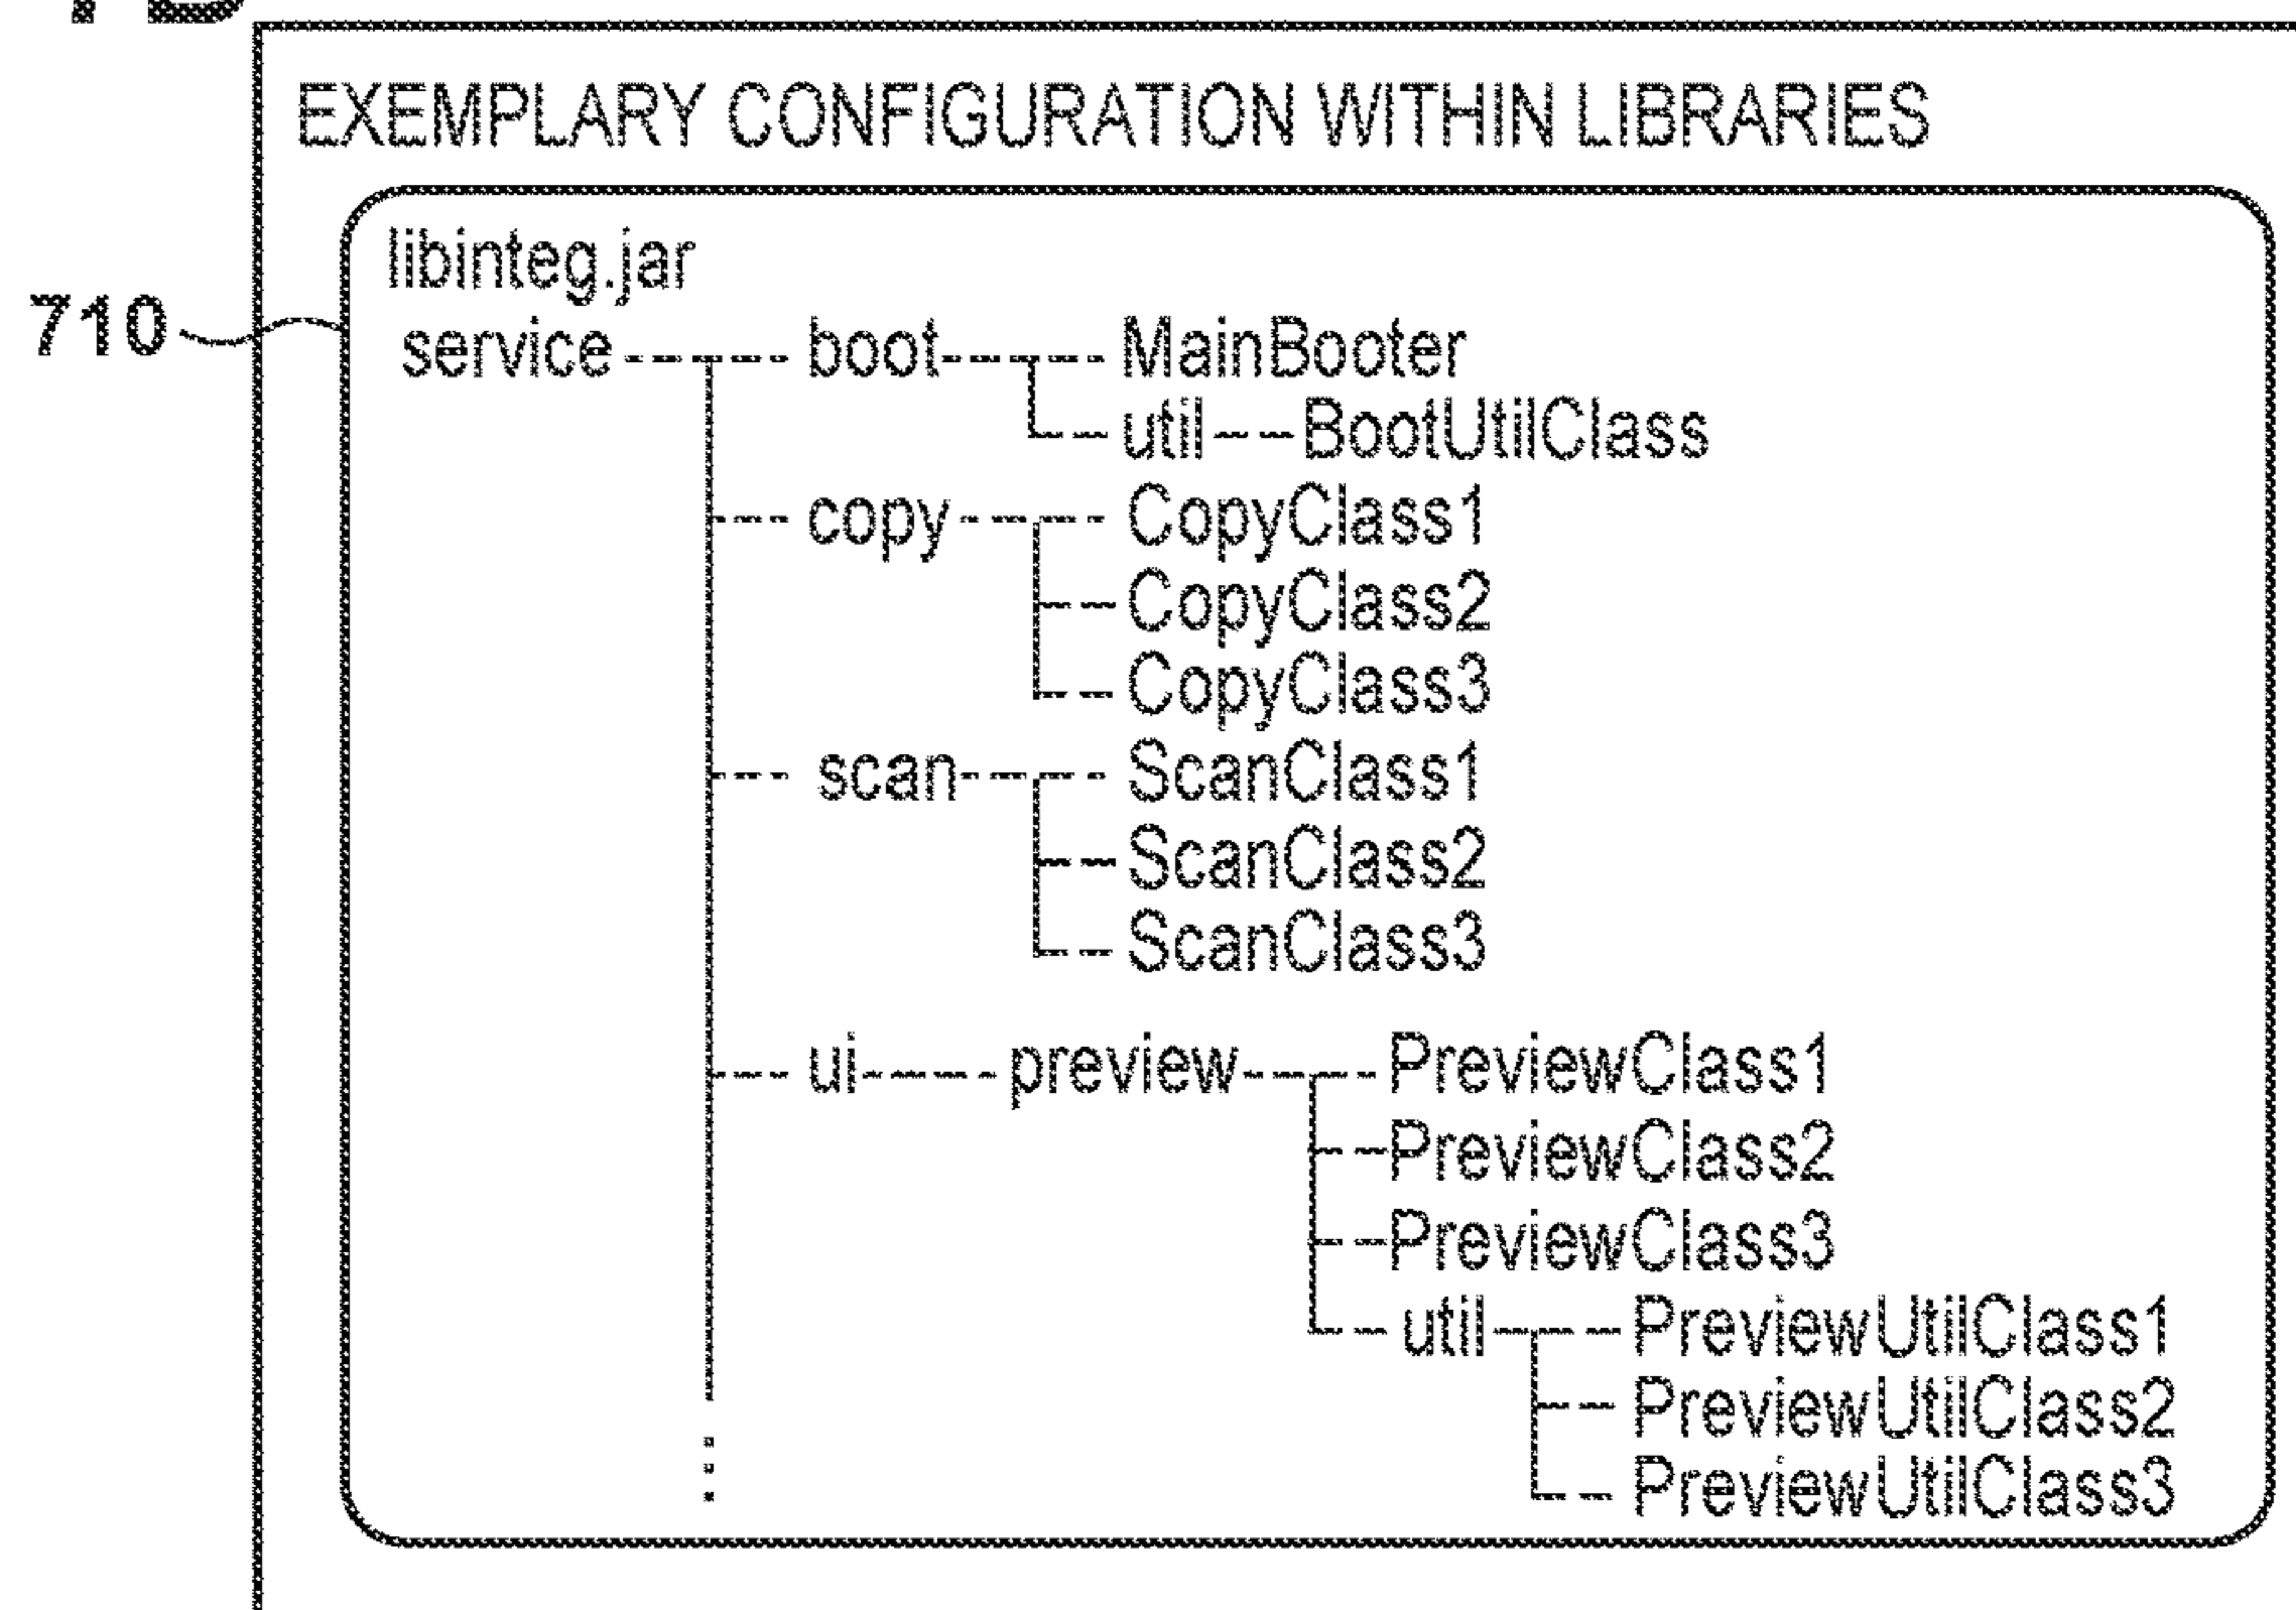 EXEMPLARY CONFIGURATION WITHIN LIBRARIES
libinteg.jar
710
service boot MainBooter
util BootUtilClass
copy CopyClass1
CopyClass2
CopyClass3
scan ScanClass1
ScanClass2
ScanClass3
ui preview PreviewClass1
PreviewClass2
PreviewClass3
util PreviewUtilClass1
PreviewUtilClass2
PreviewUtilClass3